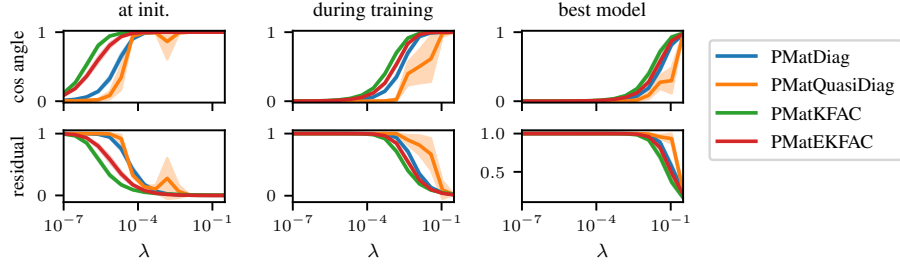 at init.
during training
best model
cos angle
1
0
1
0
1
0
PMatDiag
PMatQuasiDiag
PMatKFAC
PMatEKFAC
residual
1
0
1
0
1.0
0.5
10⁻⁷
10⁻⁴
10⁻¹
10⁻⁷
10⁻⁴
10⁻¹
10⁻⁷
10⁻⁴
10⁻¹
λ
λ
λ